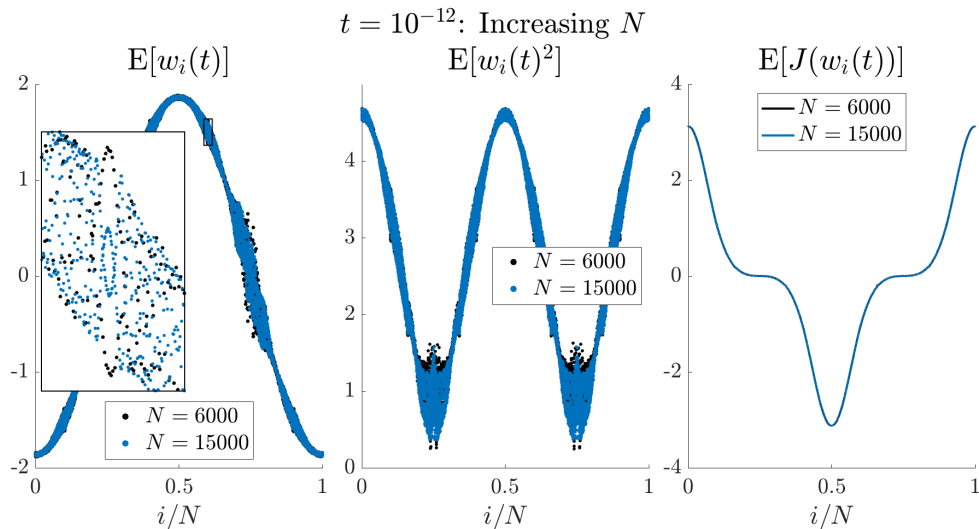 t = 10^{-12}: Increasing N
E[w_i(t)]
E[w_i(t)^2]
E[J(w_i(t))]
2
1
0
-1
-2
0
0.5
1
i/N
N = 6000
N = 15000
4
3
2
1
0
0
0.5
1
i/N
N = 6000
N = 15000
4
2
0
-2
-4
0
0.5
1
i/N
N = 6000
N = 15000